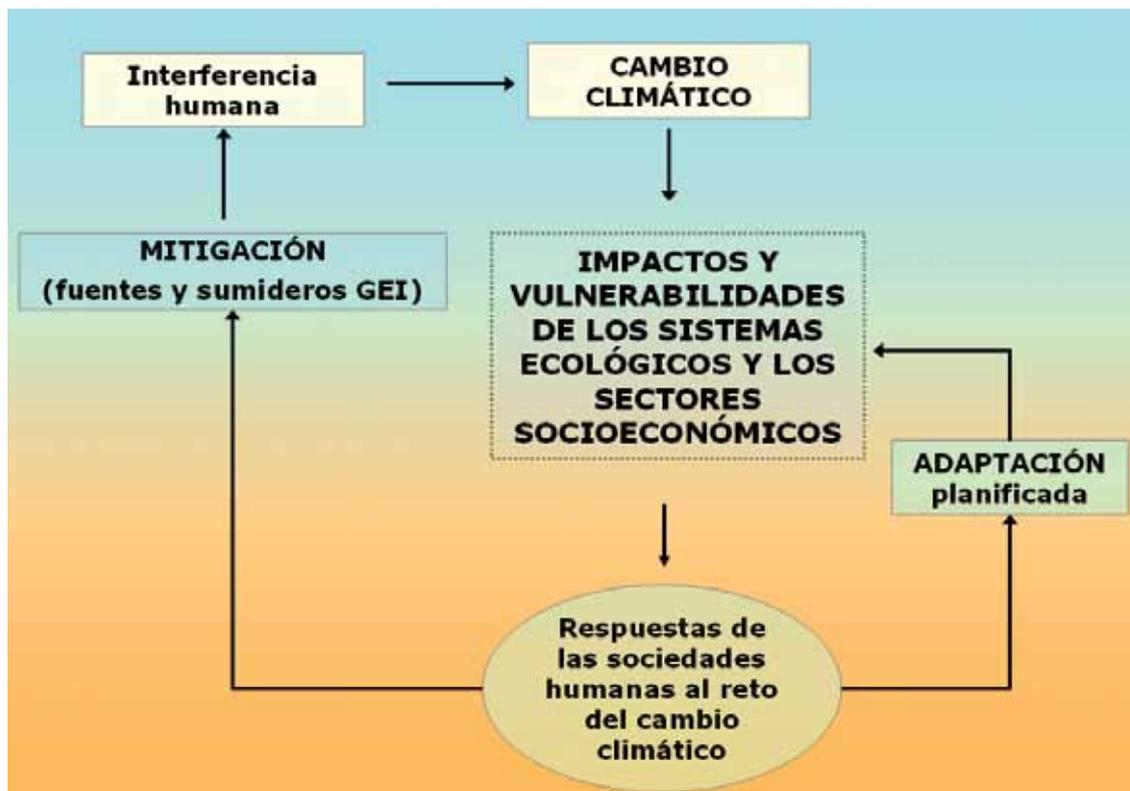 Interferencia
humana
CAMBIO
CLIMÁTICO
MITIGACIÓN
(fuentes y sumideros GEI)
IMPACTOS Y
VULNERABILIDADES
DE LOS SISTEMAS
ECOLÓGICOS Y LOS
SECTORES
SOCIOECONÓMICOS
ADAPTACIÓN
planificada
Respuestas de
las sociedades
humanas al reto
del cambio
climático